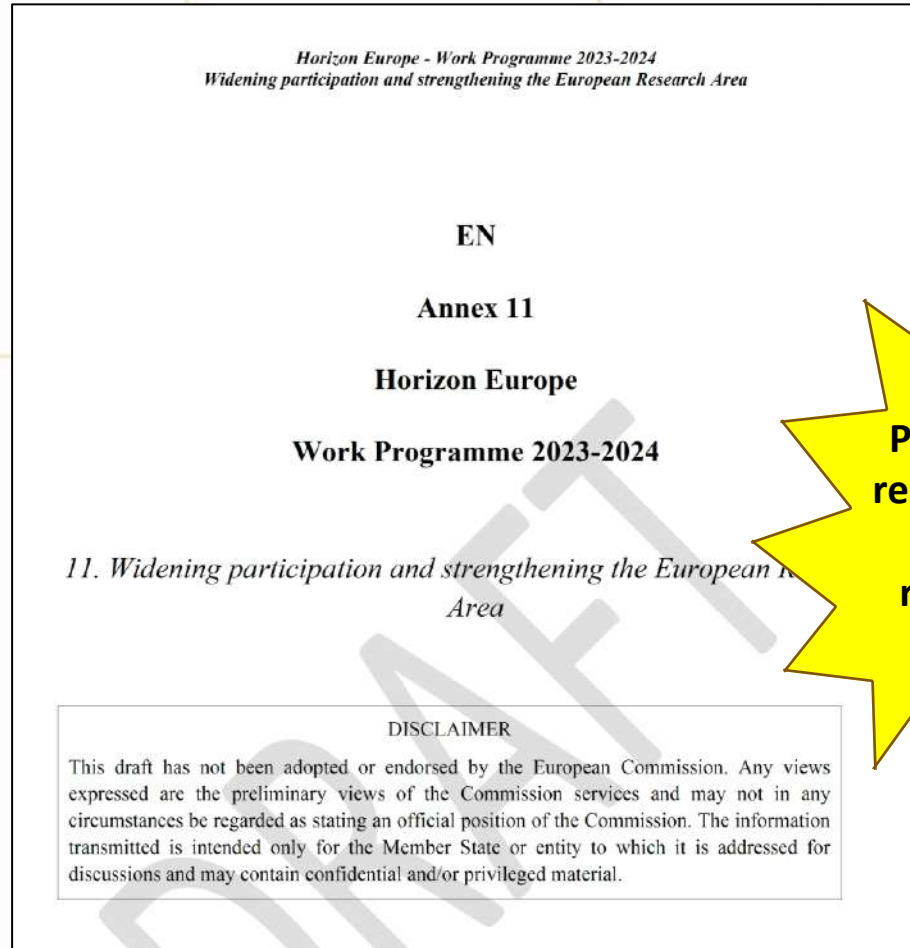 Horizon Europe - Work Programme 2023-2024
Widening participation and strengthening the European Research Area
EN
Annex 11
Horizon Europe
Work Programme 2023-2024
11. Widening participation and strengthening the European
Area
DISCLAIMER
This draft has not been adopted or endorsed by the European Commission. Any views
expressed are the preliminary views of the Commission services and may not in any
circumstances be regarded as stating an official position of the Commission. The information
transmitted is intended only for the Member State or entity to which it is addressed for
discussions and may contain confidential and/or privileged material.
DRAFT